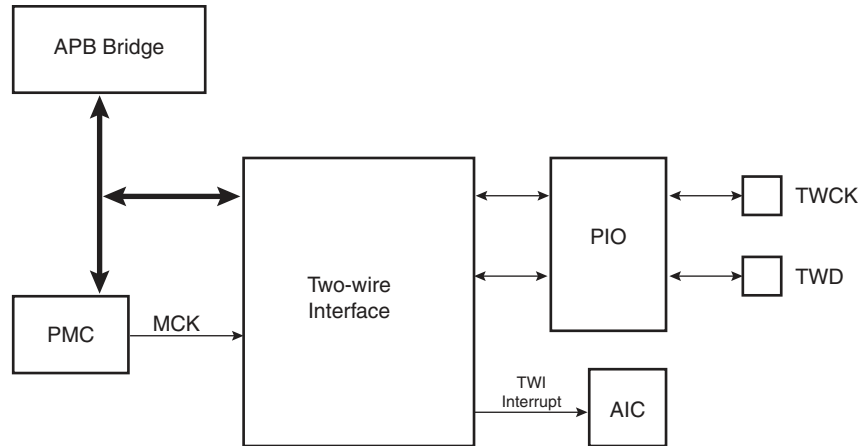 APB Bridge
TWCK
PIO
Two-wire
Interface
TWD
PMC
MCK
TWI
Interrupt
AIC